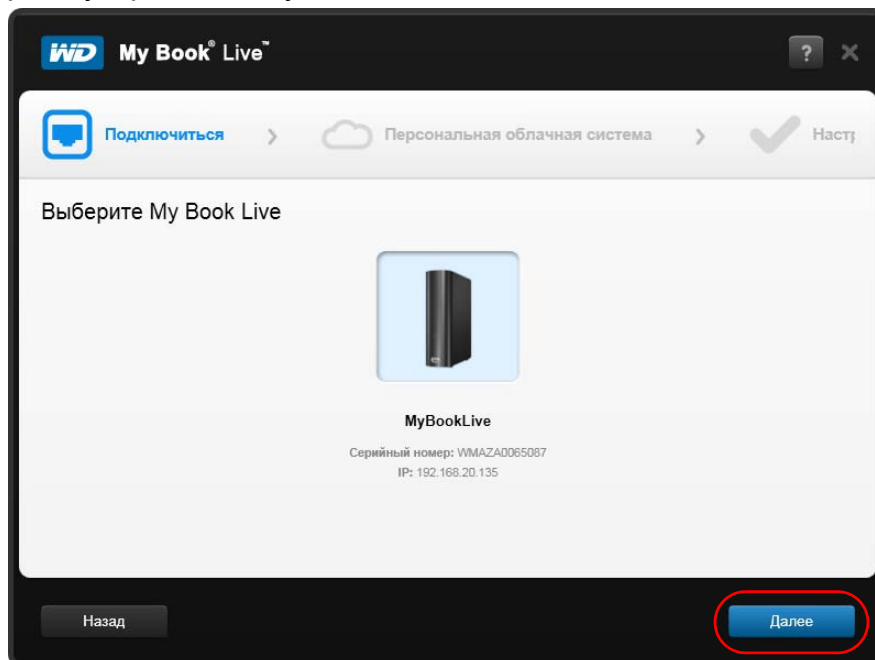 WD My Book® Live™ ?
Подключиться > Персональная облачная система > Наст
Выберите My Book Live
MyBookLive
Серийный номер: WMAZA0065087
IP: 192.168.20.135
Назад Далее